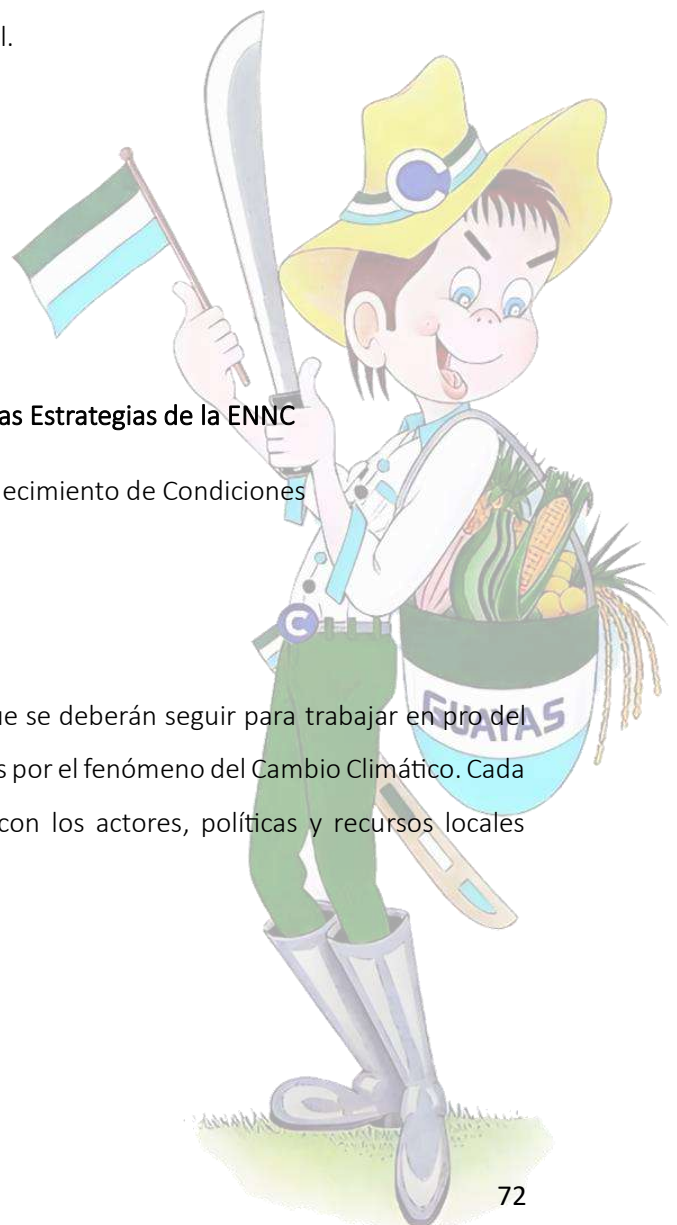 l.
as Estrategias de la ENNC
ecimiento de Condiciones
C
GUAYAS
ue se deberán seguir para trabajar en pro del
s por el fenómeno del Cambio Climático. Cada
con los actores, políticas y recursos locales
72